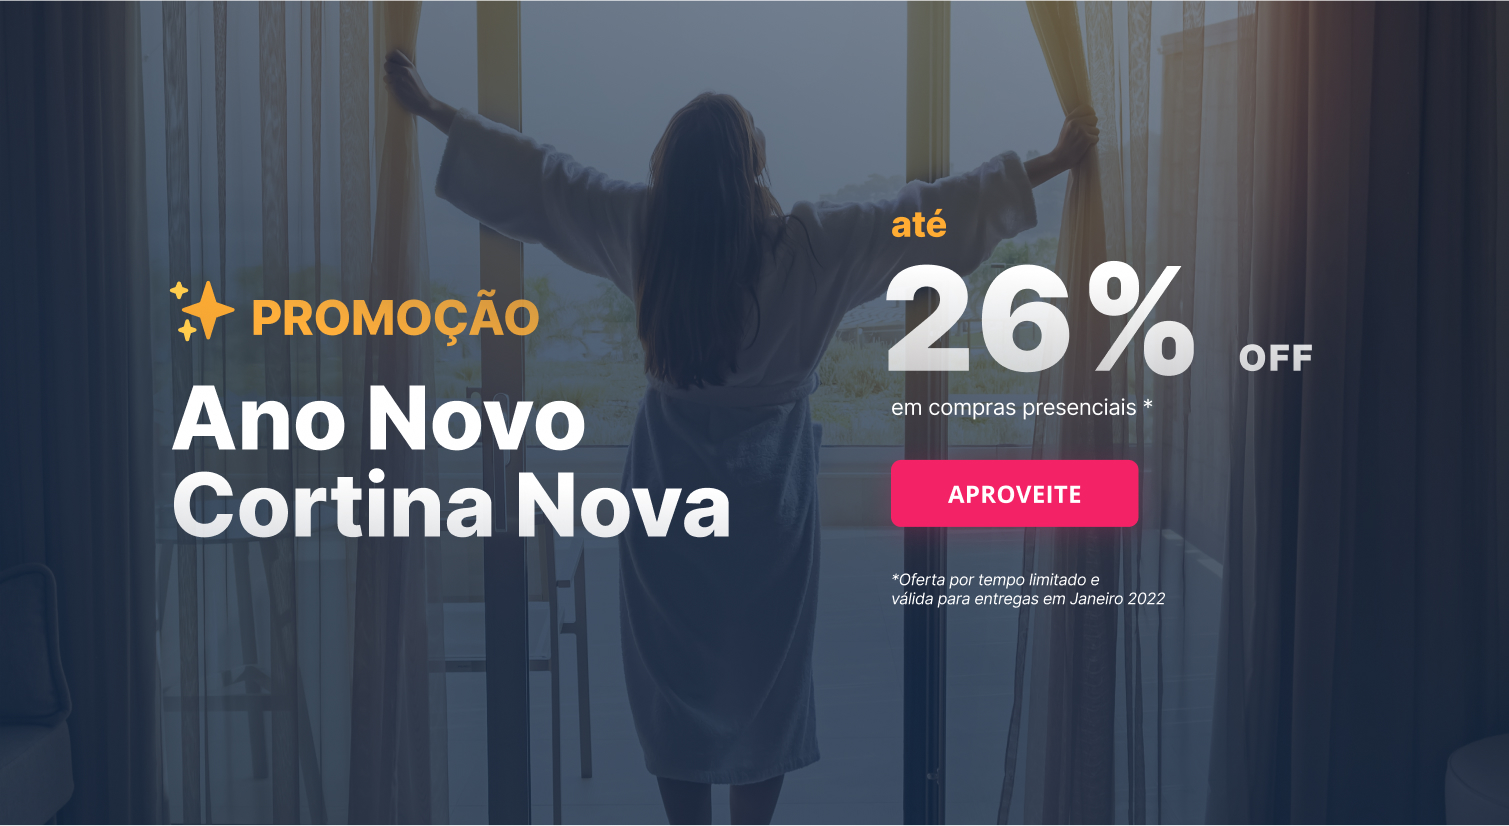 PROMOÇÃO
Ano Novo
Cortina Nova
até
26% OFF
em compras presenciais *
APROVEITE
*Oferta por tempo limitado e
válida para entregas em Janeiro 2022